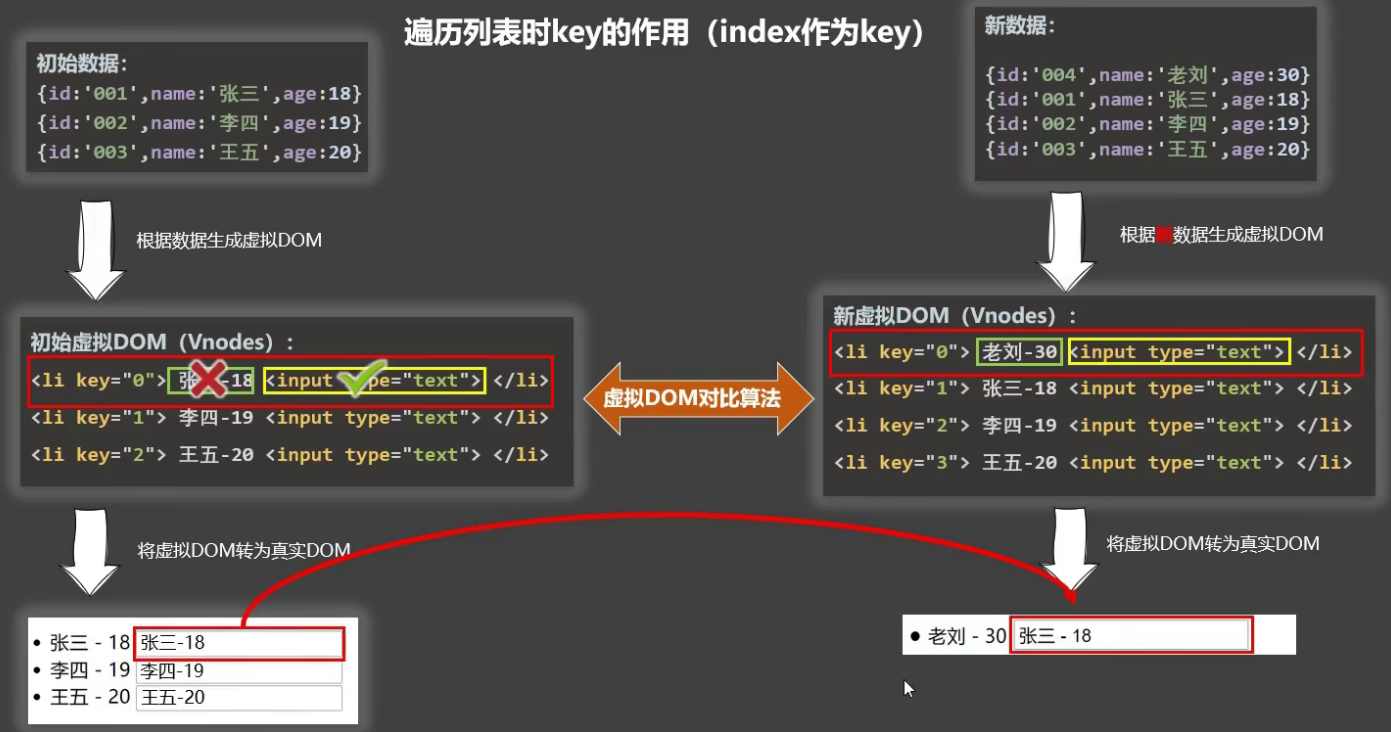 遍历列表时key的作用（index作为key）
初始数据：
{id:'001',name:'张三',age:18}
{id:'002',name:'李四',age:19}
{id:'003',name:'王五',age:20}
根据数据生成虚拟DOM
初始虚拟DOM（Vnodes）：
<li key="0"> 张三-18 <input type="text"> </li>
<li key="1"> 李四-19 <input type="text"> </li>
<li key="2"> 王五-20 <input type="text"> </li>
将虚拟DOM转为真实DOM
• 张三 - 18 张三-18
• 李四 - 19 李四-19
• 王五 - 20 王五-20
虚拟DOM对比算法
新数据：
{id:'004',name:'老刘',age:30}
{id:'001',name:'张三',age:18}
{id:'002',name:'李四',age:19}
{id:'003',name:'王五',age:20}
根据新数据生成虚拟DOM
新虚拟DOM（Vnodes）：
<li key="0"> 老刘-30 <input type="text"> </li>
<li key="1"> 张三-18 <input type="text"> </li>
<li key="2"> 李四-19 <input type="text"> </li>
<li key="3"> 王五-20 <input type="text"> </li>
将虚拟DOM转为真实DOM
• 老刘 - 30 张三 - 18